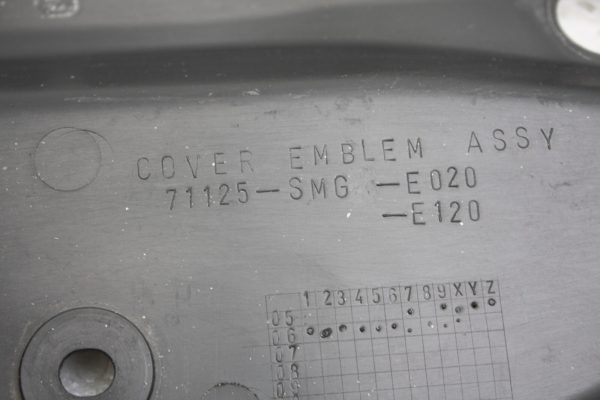 COVER EMBLEM ASSY
71125-SMG -E020
-E120
1 2 3 4 5 6 7 8 9 X Y Z
05
06
07
08